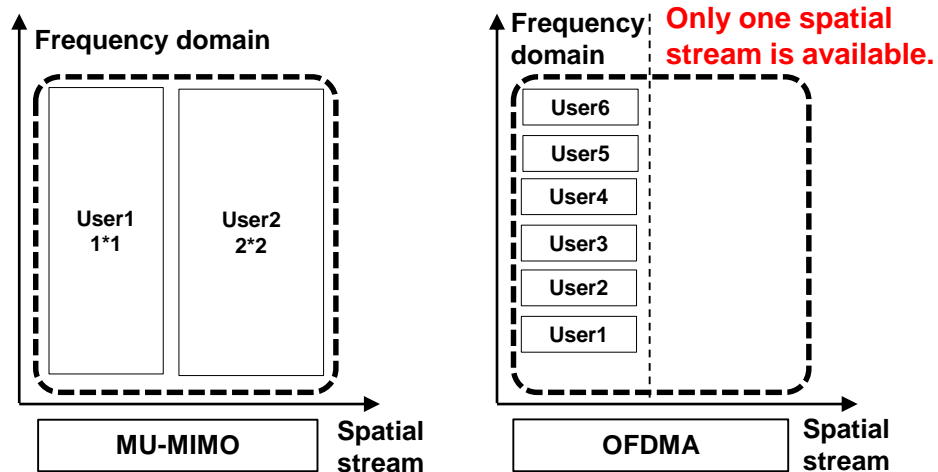 Frequency domain
User1
1*1
User2
2*2
MU-MIMO
Spatial
stream
Frequency
domain
Only one spatial
stream is available.
User6
User5
User4
User3
User2
User1
OFDMA
Spatial
stream